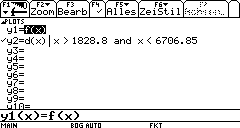 F1 F2 Zoom F3 Bearb F4 ✓ F5 Alles F6 ZeiStil F7
▲PLOTS
y1=f(x)
✓y2=d(x)|x>1828.8 and x<6706.85
y3=
y4=
y5=
y6=
y7=
y8=
y9=
y10=
y1(x)=f(x)
MAIN BOG AUTO FKT